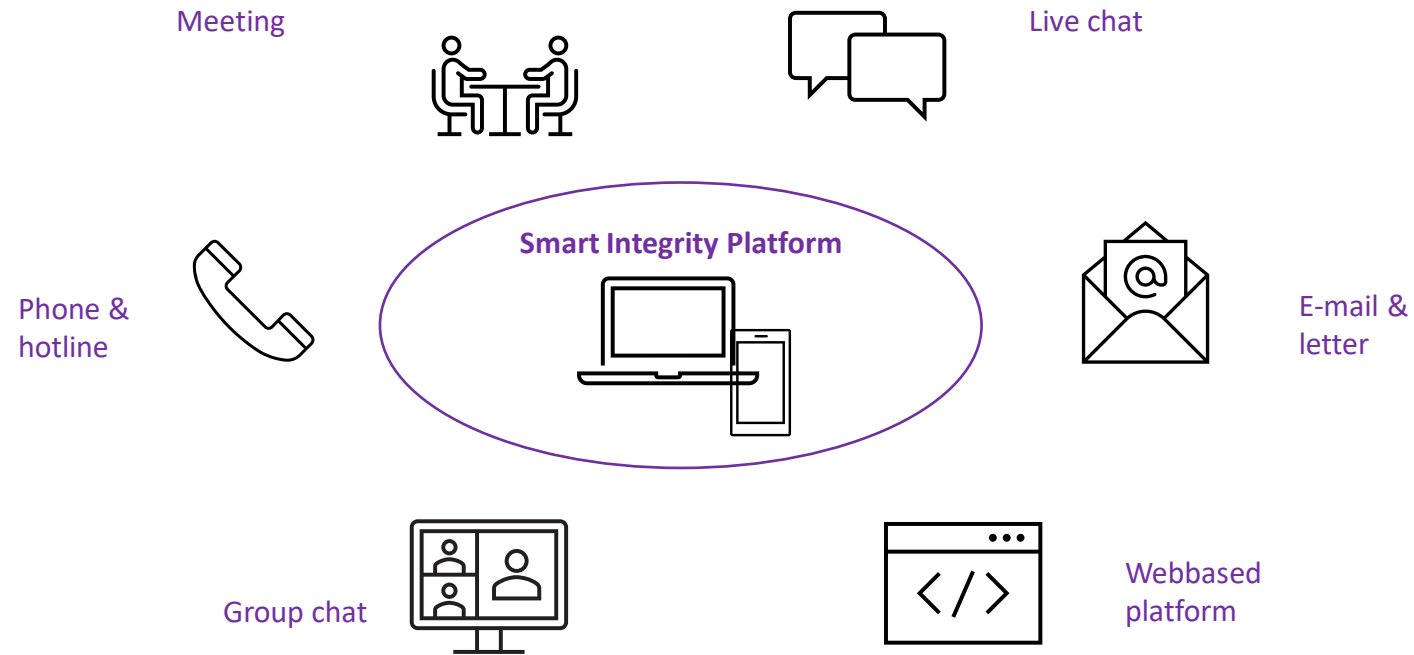 Meeting
Live chat
Smart Integrity Platform
Phone &
hotline
E-mail &
letter
@
</>
Group chat
Webbased
platform